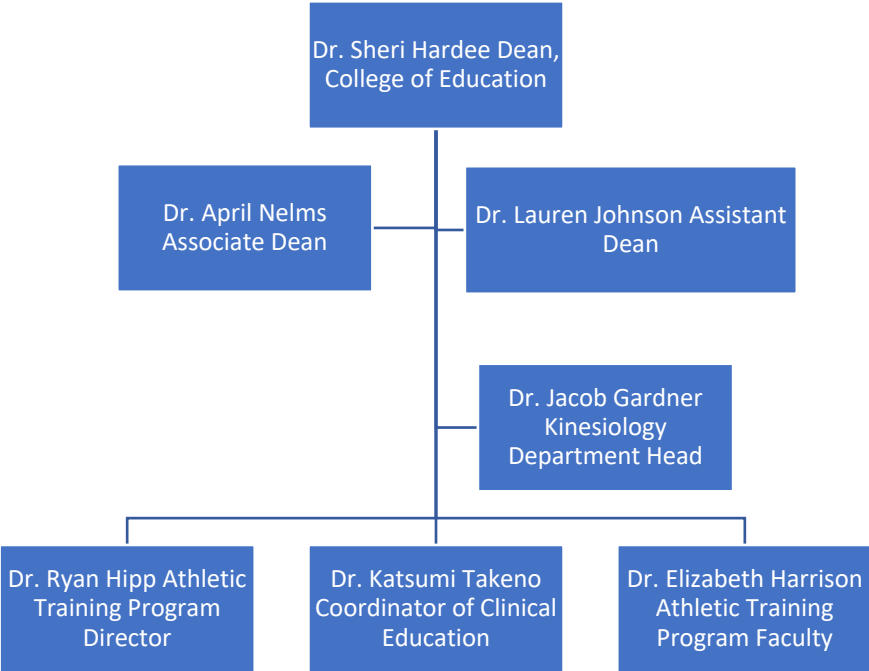 Dr. Sheri Hardee Dean,
College of Education
Dr. April Nelms
Associate Dean
Dr. Lauren Johnson Assistant
Dean
Dr. Jacob Gardner
Kinesiology
Department Head
Dr. Ryan Hipp Athletic
Training Program
Director
Dr. Katsumi Takeno
Coordinator of Clinical
Education
Dr. Elizabeth Harrison
Athletic Training
Program Faculty